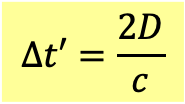 Δt′ = 2D/c